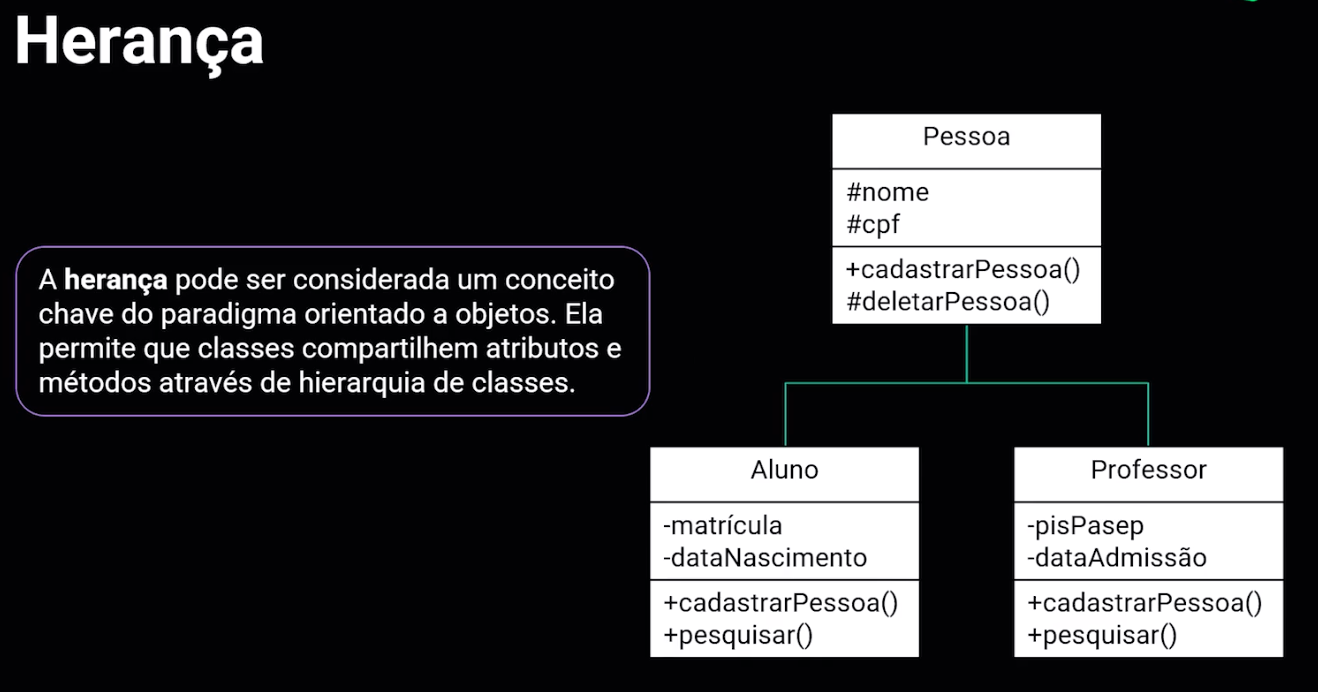 Herança
A herança pode ser considerada um conceito
chave do paradigma orientado a objetos. Ela
permite que classes compartilhem atributos e
métodos através de hierarquia de classes.
Pessoa
#nome
#cpf
+cadastrarPessoa()
#deletarPessoa()
Aluno
-matrícula
-dataNascimento
+cadastrarPessoa()
+pesquisar()
Professor
-pisPasep
-dataAdmissão
+cadastrarPessoa()
+pesquisar()